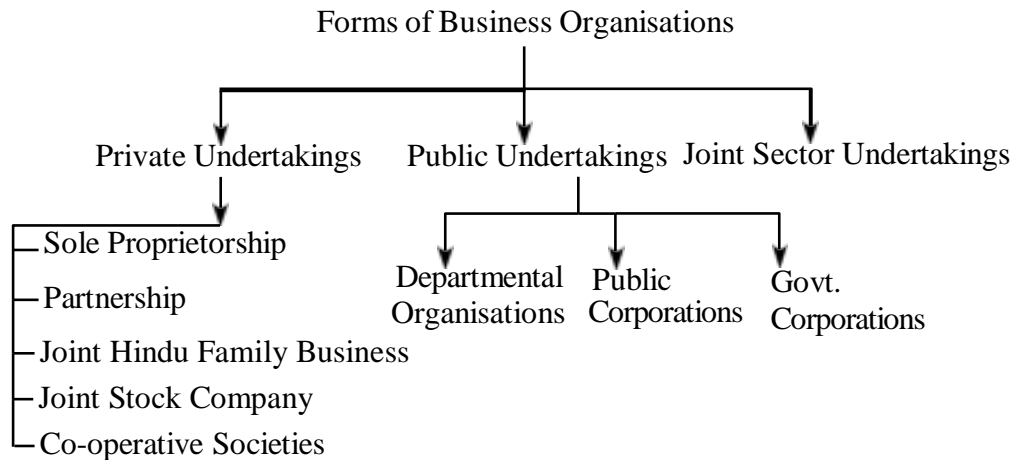 Forms of Business Organisations
Private Undertakings
Public Undertakings
Joint Sector Undertakings
Sole Proprietorship
Partnership
Joint Hindu Family Business
Joint Stock Company
Co-operative Societies
Departmental
Organisations
Public
Corporations
Govt.
Corporations